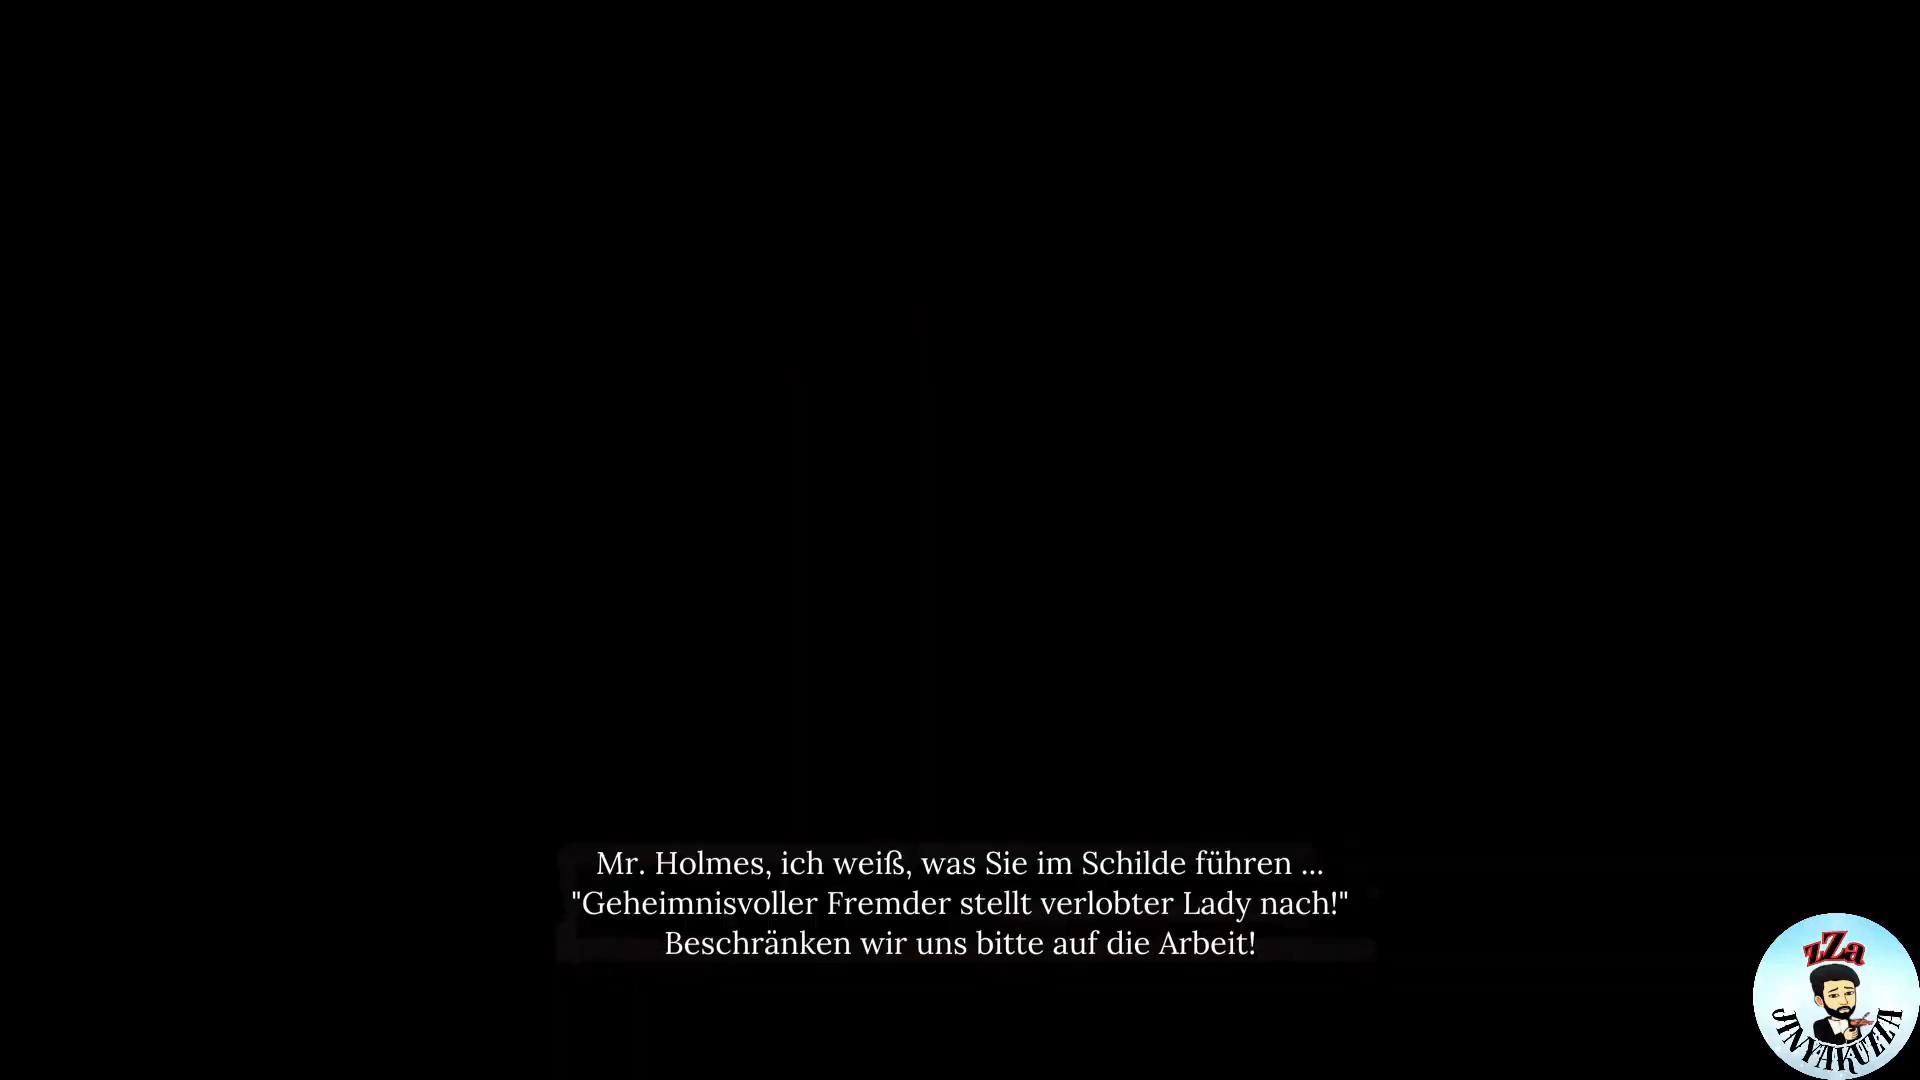 Mr. Holmes, ich weiß, was Sie im Schilde führen ...
"Geheimnisvoller Fremder stellt verlobter Lady nach!"
Beschränken wir uns bitte auf die Arbeit!
zZa
JINYAKUZZA